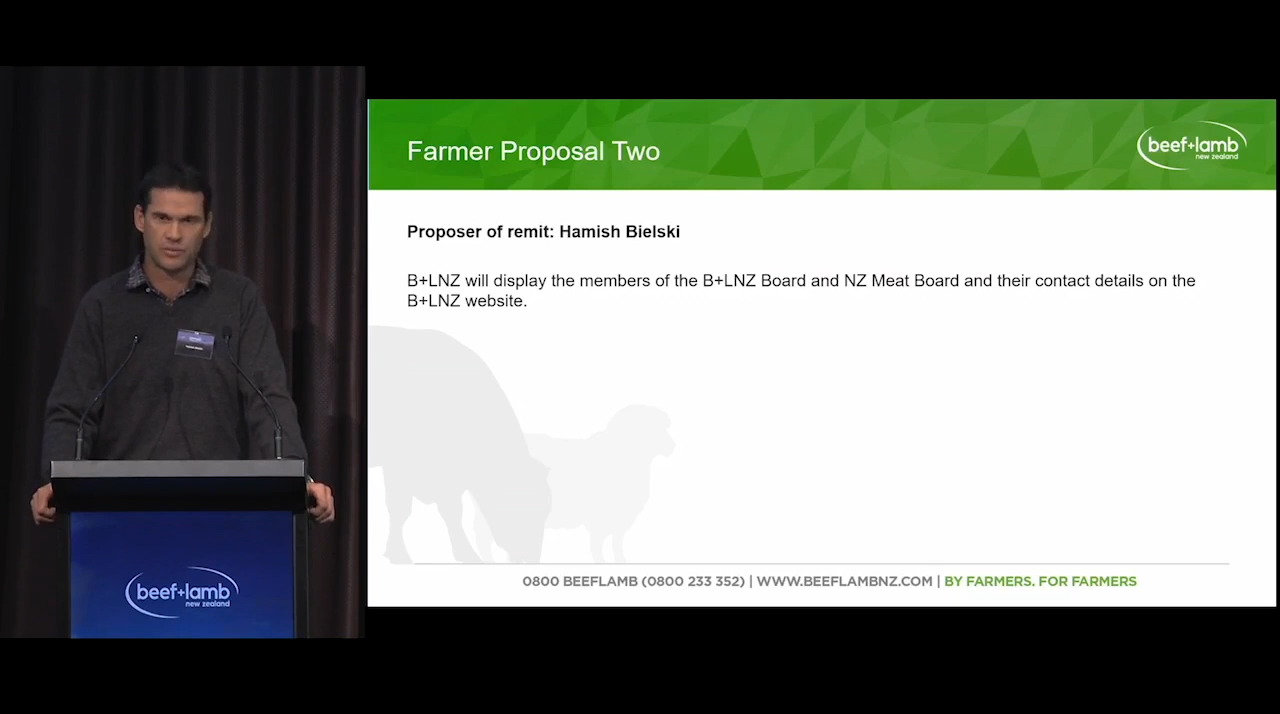 Farmer Proposal Two
beef+lamb
new zealand
Proposer of remit: Hamish Bielski
B+LNZ will display the members of the B+LNZ Board and NZ Meat Board and their contact details on the
B+LNZ website.
0800 BEEFLAMB (0800 233 352) | WWW.BEEFLAMBNZ.COM | BY FARMERS. FOR FARMERS
beef+lamb
new zealand